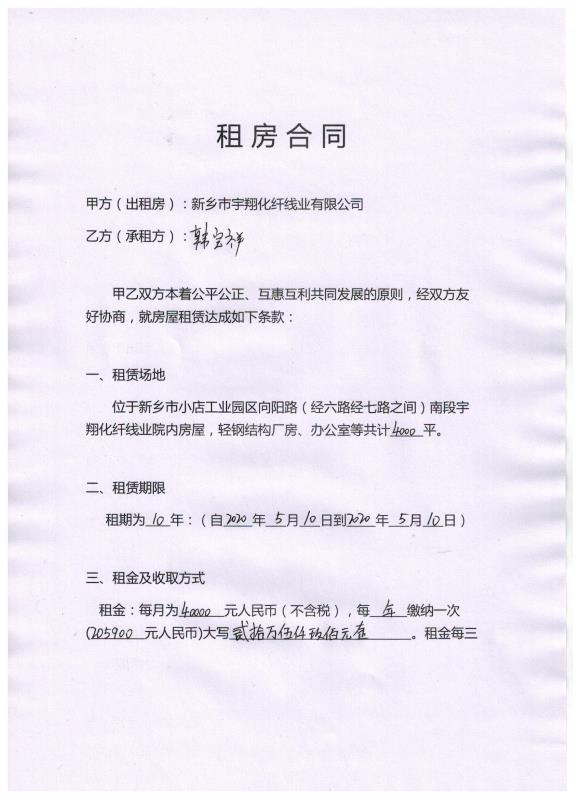 租房合同
甲方（出租房）：新乡市宇翔化纤线业有限公司
乙方（承租方）：韩宝祥
甲乙双方本着公平公正、互惠互利共同发展的原则，经双方友
好协商，就房屋租赁达成如下条款：
一、租赁场地
位于新乡市小店工业园区向阳路（经六路经七路之间）南段宇
翔化纤线业院内房屋，轻钢结构厂房、办公室等共计4000平。
二、租赁期限
租期为10年：（自2020年5月10日到2020年5月10日）
三、租金及收取方式
租金：每月为40000元人民币（不含税），每年缴纳一次
(205900元人民币)大写贰拾万伍仟玖佰元整。租金每三